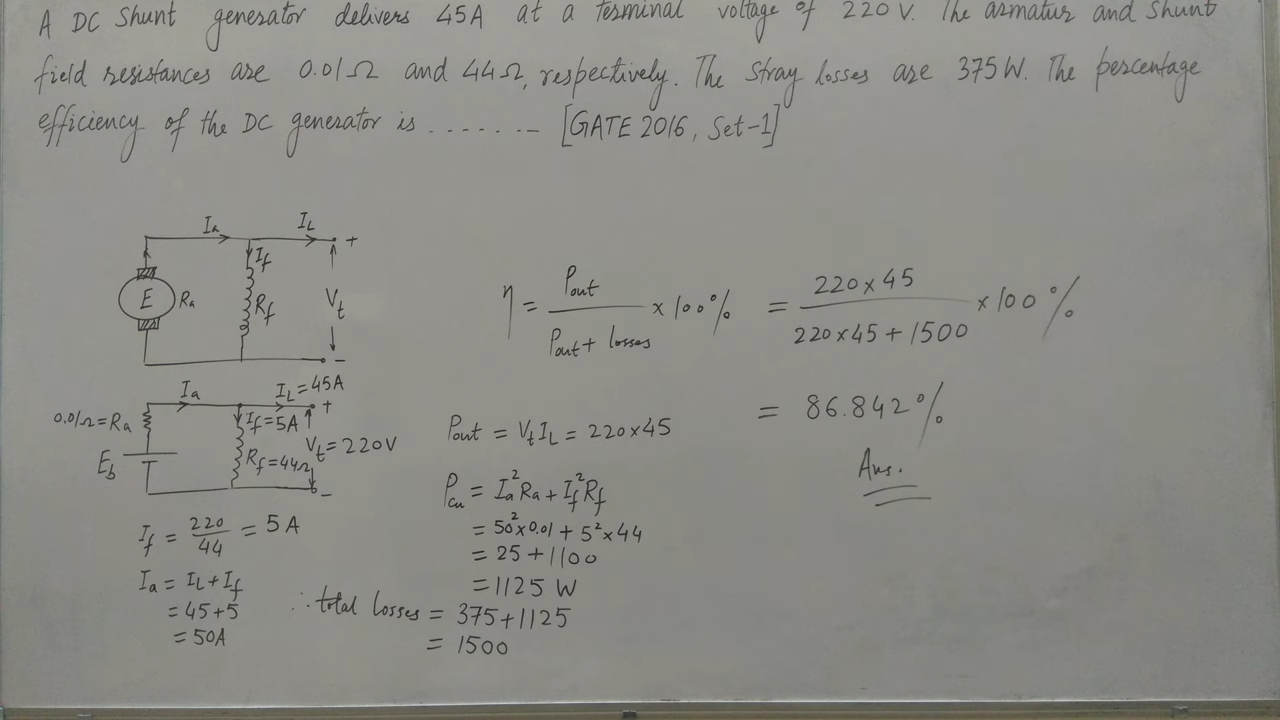 A DC Shunt generator delivers 45A at a terminal voltage of 220 V. The armatur and shunt
field resistances are 0.01Ω and 44Ω, respectively. The stray losses are 375 W. The percentage
efficiency of the DC generator is ....... [GATE 2016, Set-1]
Ia
IL
+
If
E
Ra
Rf
Vt
-
η = Pout / Pout + losses × 100% = 220×45 / 220×45 + 1500 × 100%
= 86.842%
Ans.
Ia
IL = 45A
+
0.01Ω = Ra
If = 5A
Vt = 220V
Eb
Rf = 44Ω
-
If = 220/44 = 5A
Ia = IL + If
= 45+5
= 50A
Pout = Vt IL = 220×45
Pcu = Ia² Ra + If² Rf
= 50² × 0.01 + 5² × 44
= 25 + 1100
= 1125 W
∴ total losses = 375 + 1125
= 1500